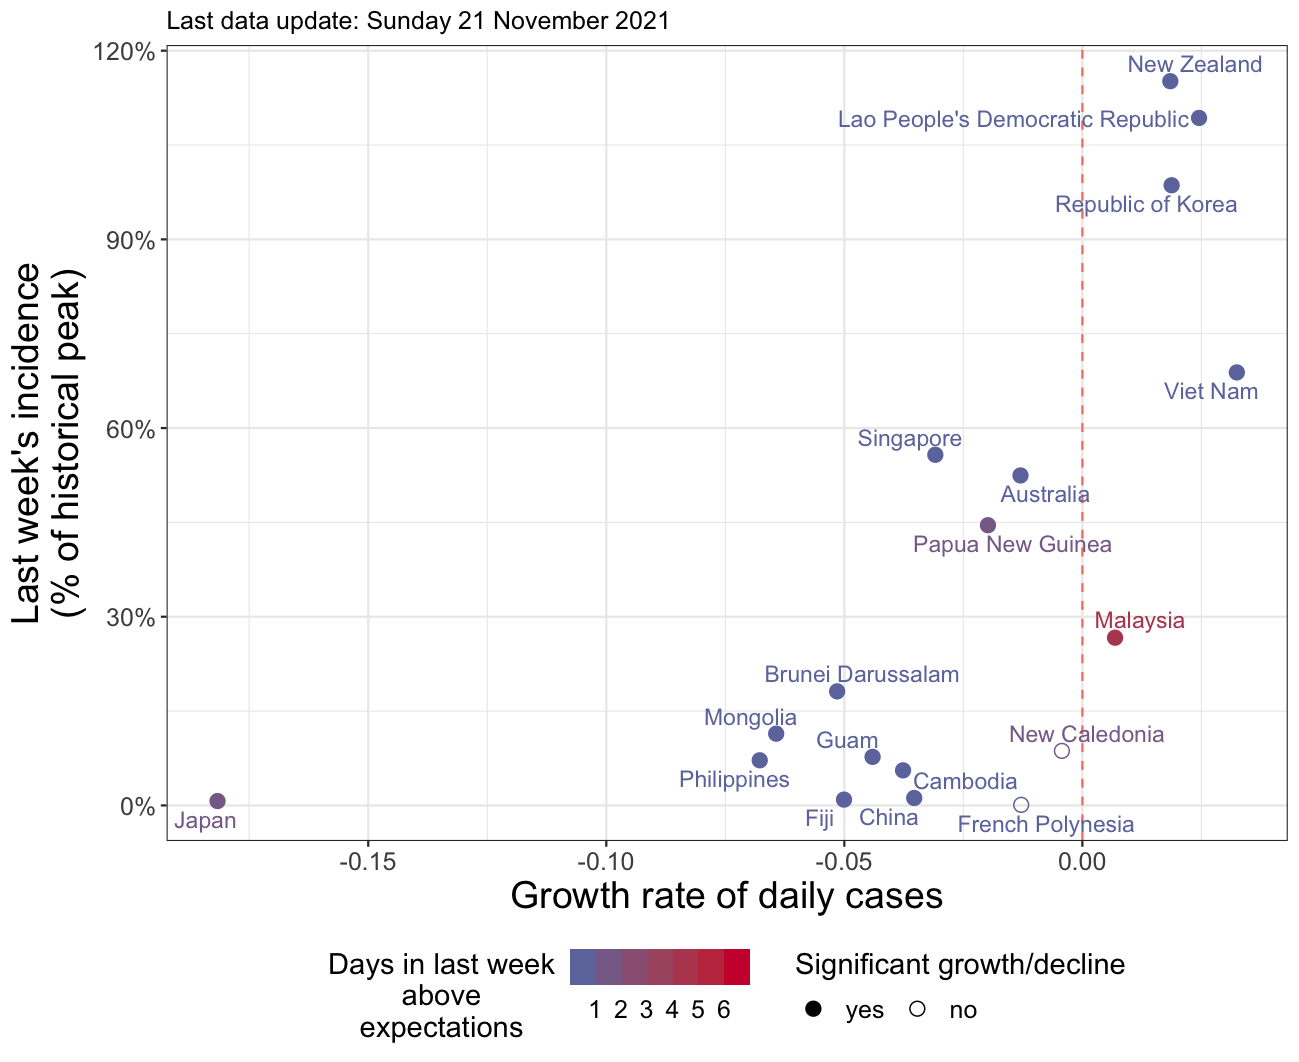 Last data update: Sunday 21 November 2021
Last week's incidence
(% of historical peak)
120%
90%
60%
30%
0%
New Zealand
Lao People's Democratic Republic
Republic of Korea
Viet Nam
Singapore
Australia
Papua New Guinea
Malaysia
Brunei Darussalam
Mongolia
New Caledonia
Guam
Philippines
Cambodia
Fiji
China
Japan
French Polynesia
-0.15
-0.10
-0.05
0.00
Growth rate of daily cases
Days in last week
above
expectations
1 2 3 4 5 6
Significant growth/decline
yes
no